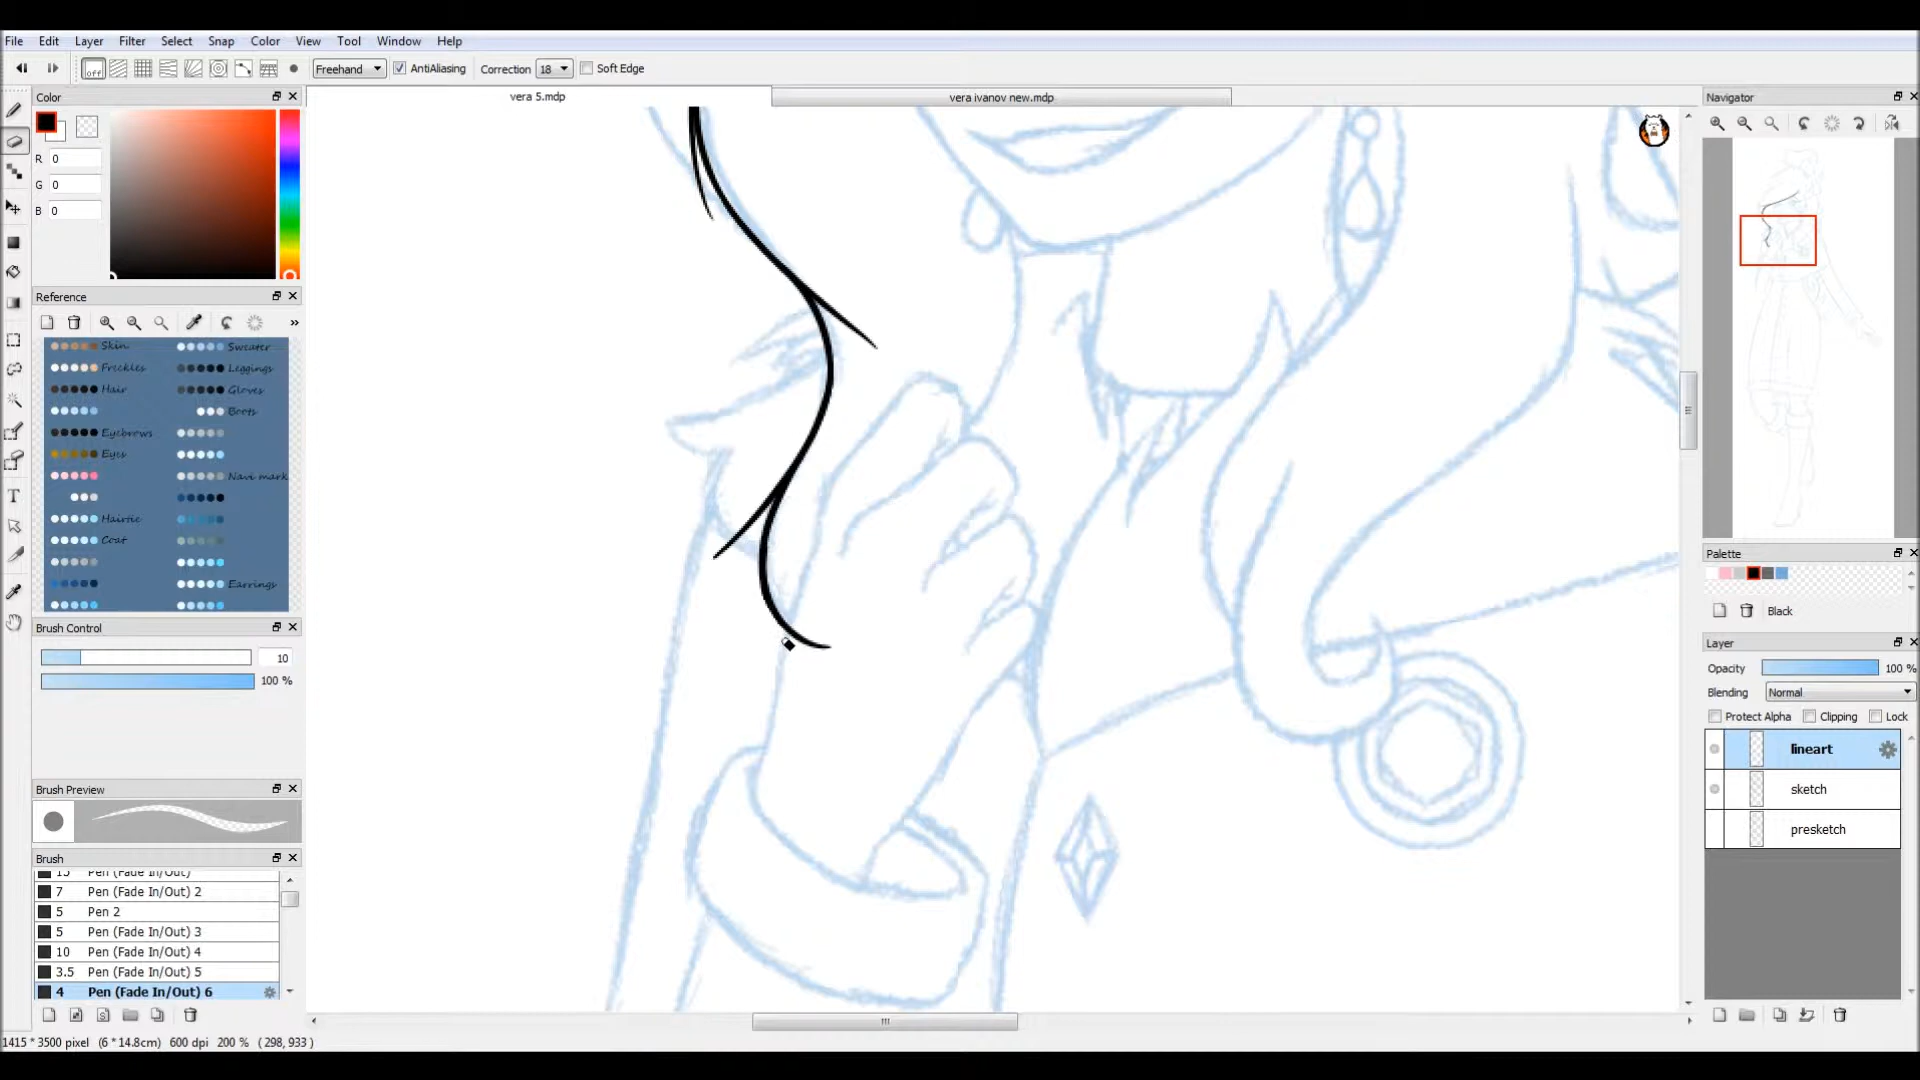 File Edit Layer Filter Select Snap Color View Tool Window Help
off Freehand AntiAliasing Correction 18 Soft Edge
Color
vera 5.mdp
vera ivanov new.mdp
Navigator
R 0
G 0
B 0
Reference
Skin Sweater
Freckles Leggings
Hair Gloves
Boots
Eyebrows
Eyes
Navi mark
Hairtie
Coat
Earrings
Brush Control
10
100 %
Brush Preview
Brush
15 Pen (Fade In/Out)
7 Pen (Fade In/Out) 2
5 Pen 2
5 Pen (Fade In/Out) 3
10 Pen (Fade In/Out) 4
3.5 Pen (Fade In/Out) 5
4 Pen (Fade In/Out) 6
Palette
Black
Layer
Opacity 100 %
Blending Normal
Protect Alpha Clipping Lock
lineart
sketch
presketch
1415 * 3500 pixel (6 * 14.8cm) 600 dpi 200 % ( 298, 933 )